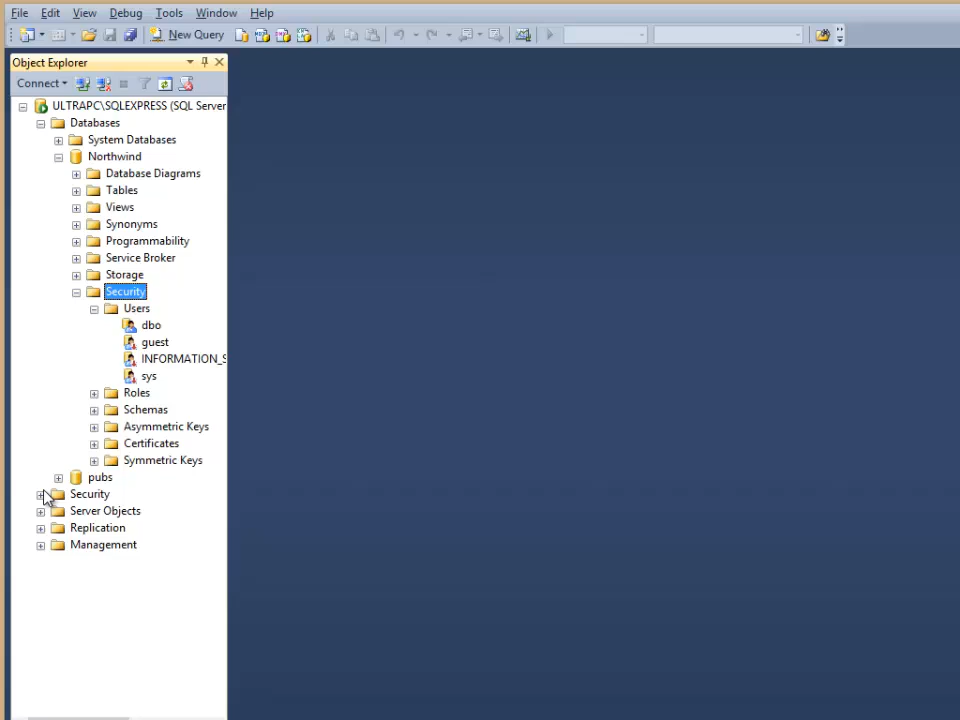 File Edit View Debug Tools Window Help
New Query
Object Explorer
Connect
ULTRAPC\SQLEXPRESS (SQL Server
Databases
System Databases
Northwind
Database Diagrams
Tables
Views
Synonyms
Programmability
Service Broker
Storage
Security
Users
dbo
guest
INFORMATION_S
sys
Roles
Schemas
Asymmetric Keys
Certificates
Symmetric Keys
pubs
Security
Server Objects
Replication
Management